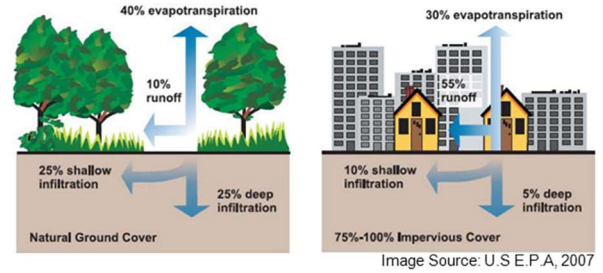 40% evapotranspiration
10%
runoff
25% shallow
infiltration
25% deep
infiltration
Natural Ground Cover
30% evapotranspiration
55%
runoff
10% shallow
infiltration
5% deep
infiltration
75%-100% Impervious Cover
Image Source: U.S E.P.A, 2007